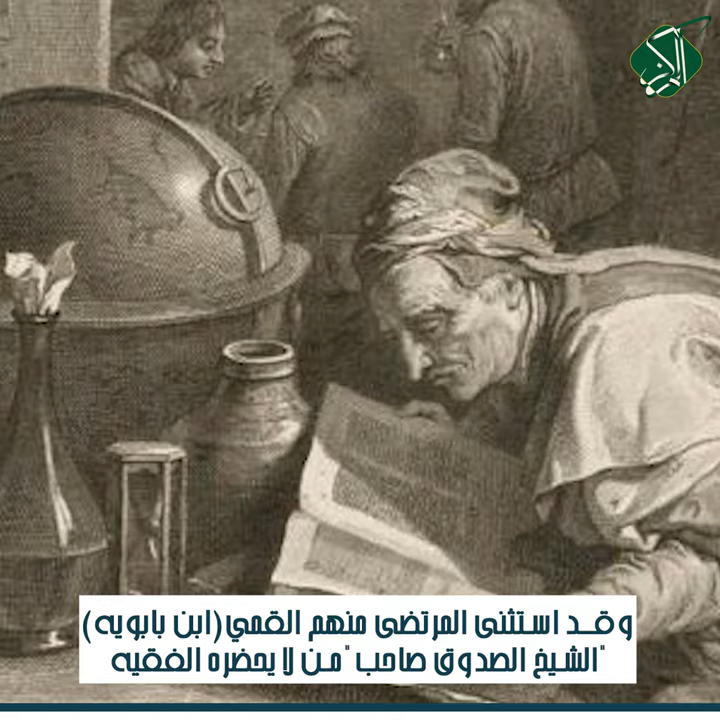 وقد استثنى المرتضى منهم القمي (ابن بابويه)
الشيخ الصدوق صاحب "من لا يحضره الفقيه"